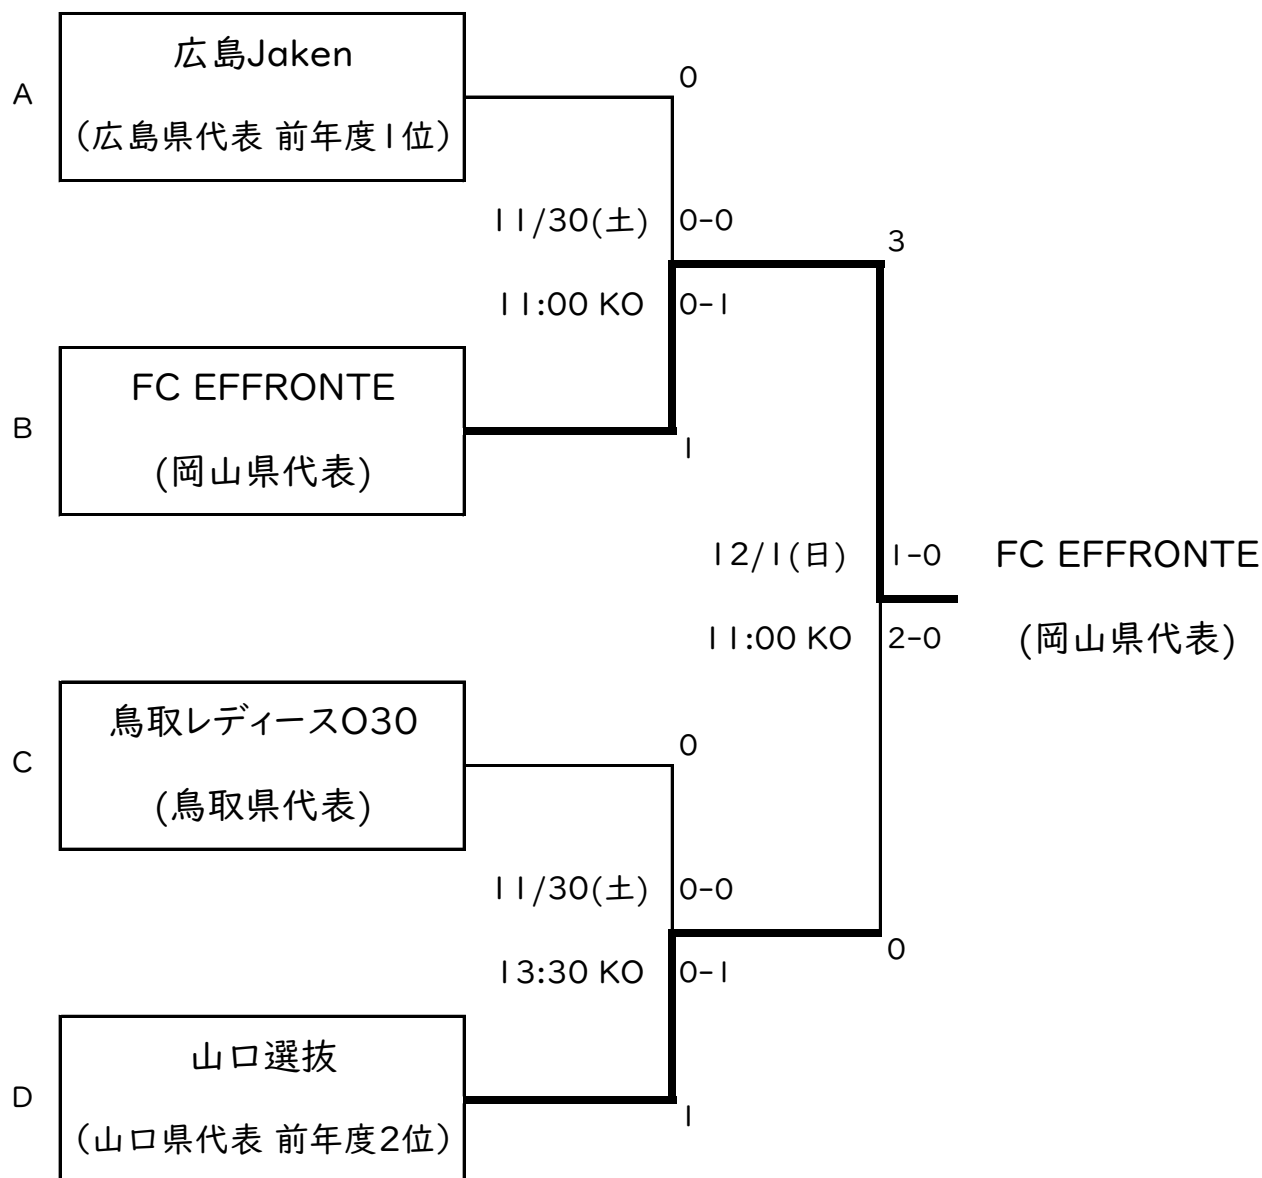 広島Jaken
0
A
(広島県代表 前年度1位)
11/30(土) 0-0
3
11:00 KO 0-1
FC EFFRONTE
B
1
(岡山県代表)
12/1(日) 1-0 FC EFFRONTE
11:00 KO 2-0 (岡山県代表)
鳥取レディースO30
0
C
(鳥取県代表)
11/30(土) 0-0
0
13:30 KO 0-1
山口選抜
D
1
(山口県代表 前年度2位)